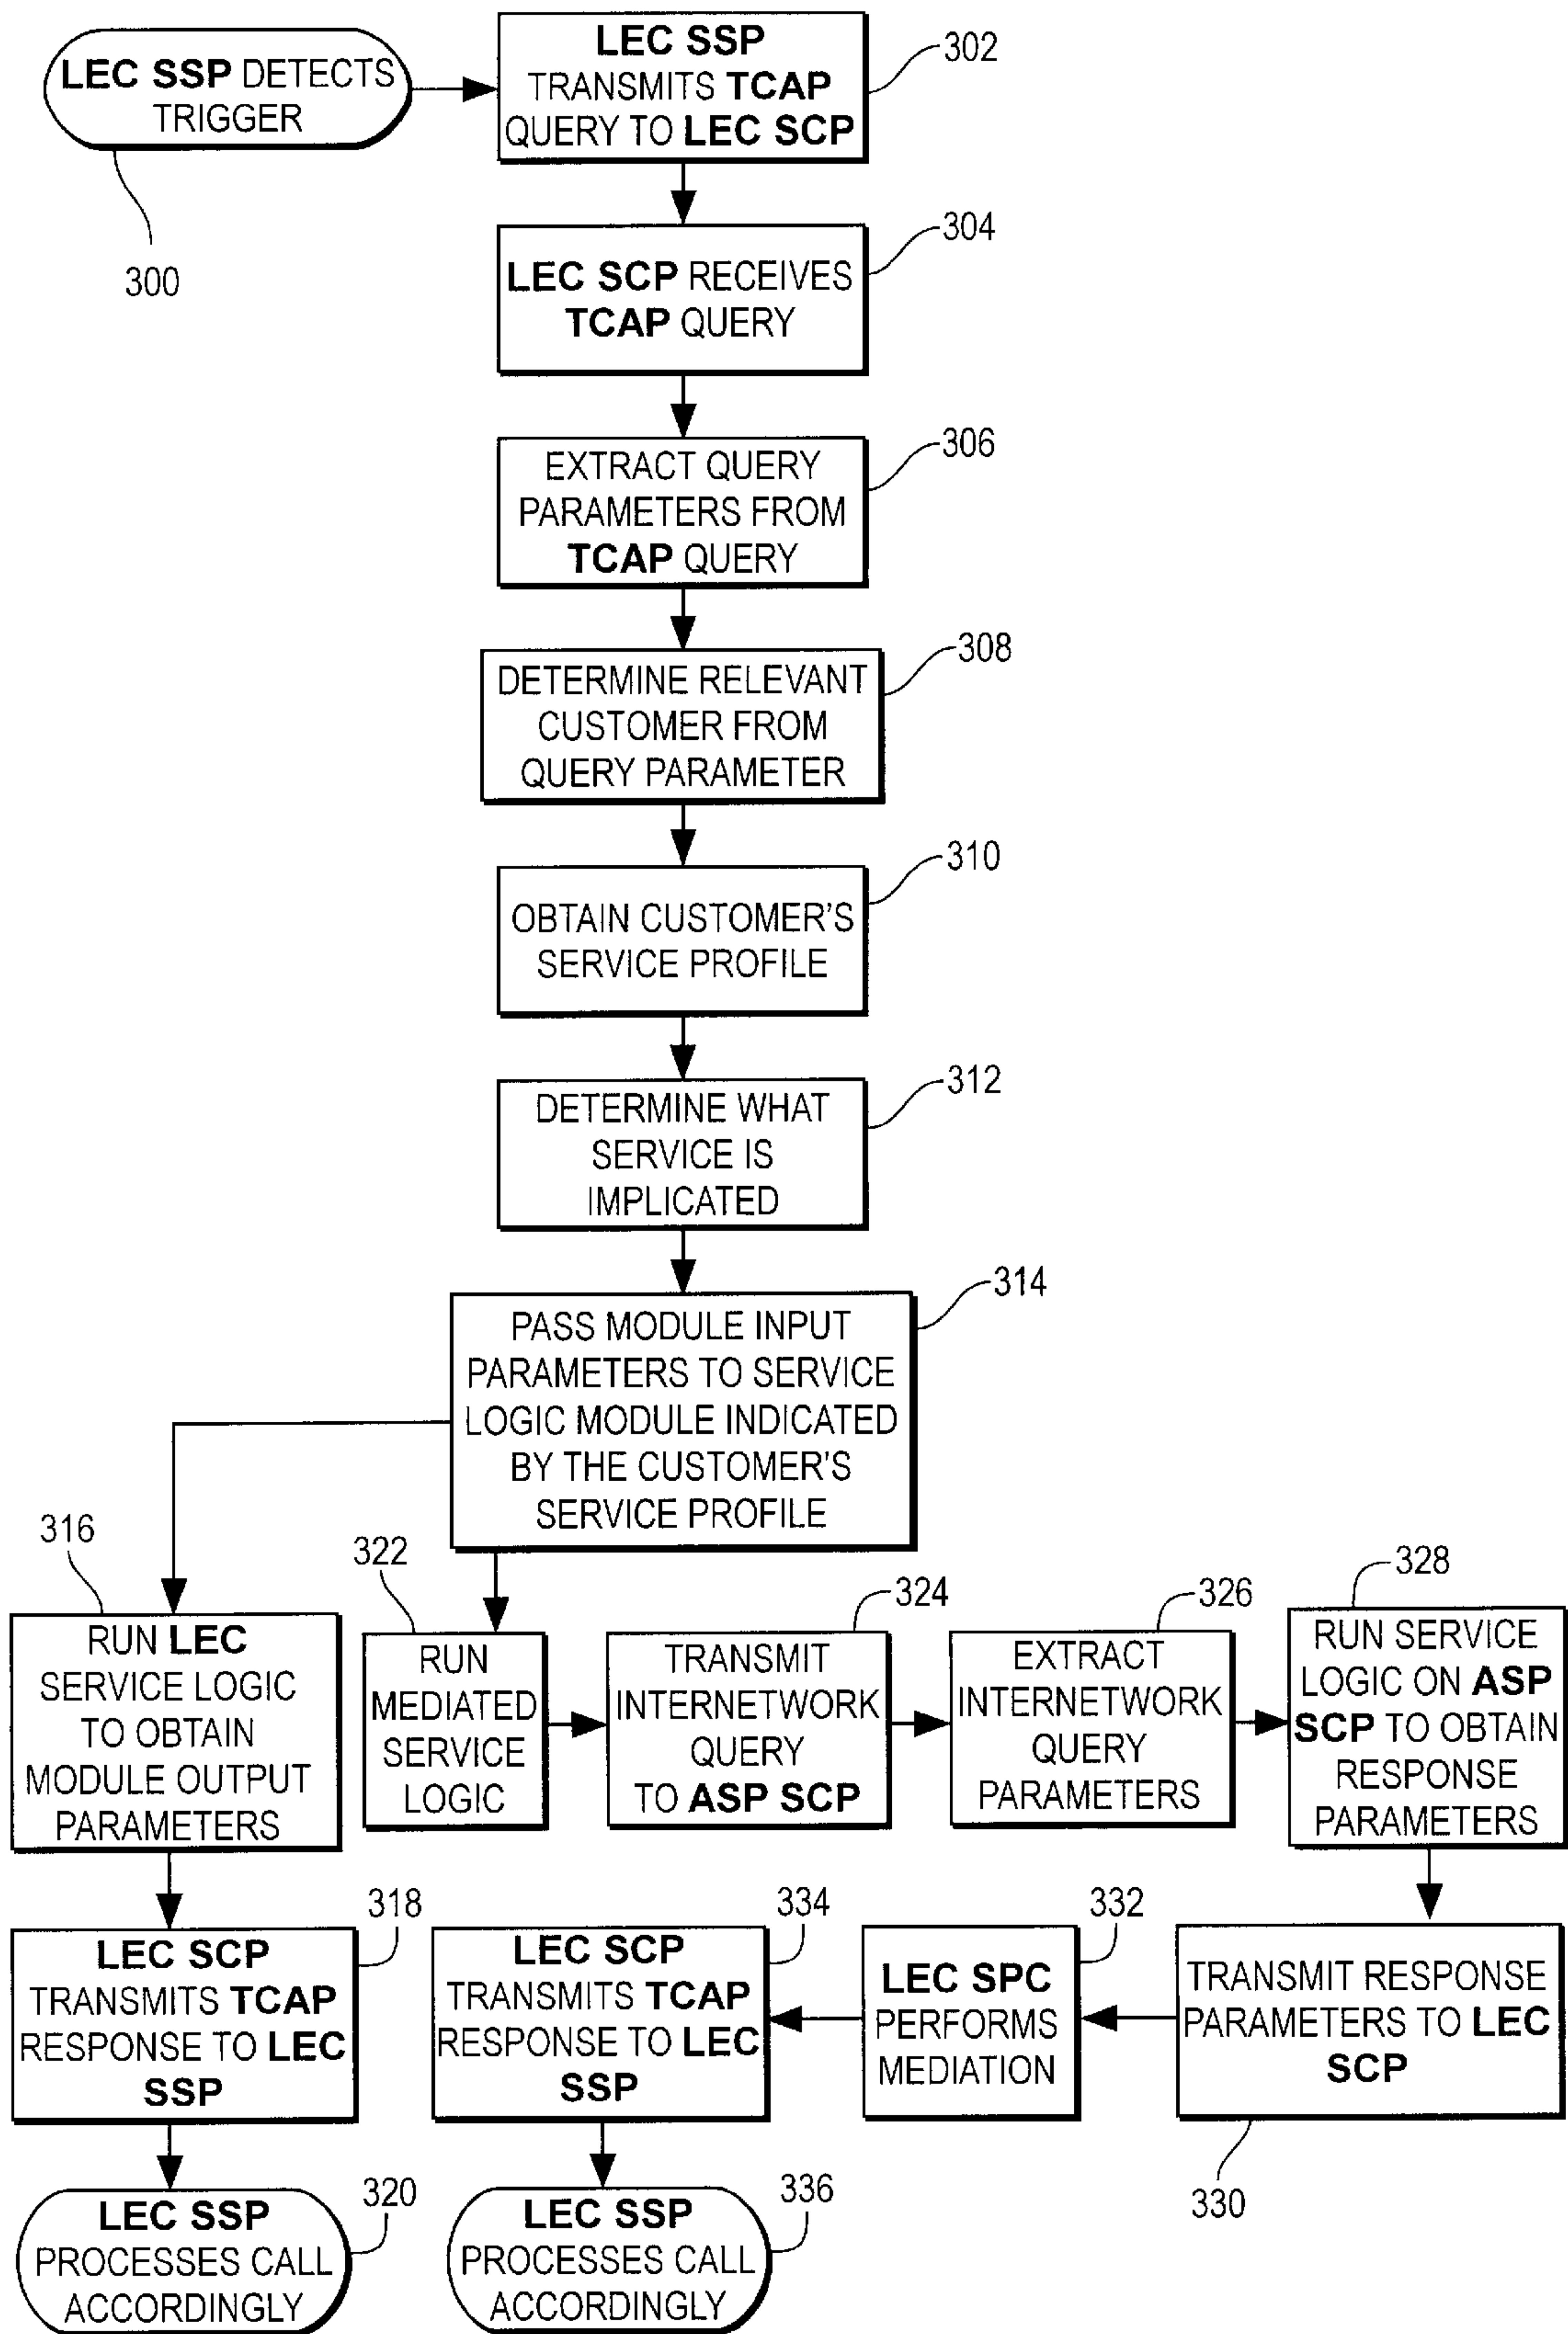 LEC SSP DETECTS
TRIGGER
300
LEC SSP
TRANSMITS TCAP
QUERY TO LEC SCP
302
LEC SCP RECEIVES
TCAP QUERY
304
EXTRACT QUERY
PARAMETERS FROM
TCAP QUERY
306
DETERMINE RELEVANT
CUSTOMER FROM
QUERY PARAMETER
308
OBTAIN CUSTOMER'S
SERVICE PROFILE
310
DETERMINE WHAT
SERVICE IS
IMPLICATED
312
PASS MODULE INPUT
PARAMETERS TO SERVICE
LOGIC MODULE INDICATED
BY THE CUSTOMER'S
SERVICE PROFILE
314
316
RUN LEC
SERVICE LOGIC
TO OBTAIN
MODULE OUTPUT
PARAMETERS
322
RUN
MEDIATED
SERVICE
LOGIC
324
TRANSMIT
INTERNETWORK
QUERY
TO ASP SCP
326
EXTRACT
INTERNETWORK
QUERY
PARAMETERS
328
RUN SERVICE
LOGIC ON ASP
SCP TO OBTAIN
RESPONSE
PARAMETERS
318
LEC SCP
TRANSMITS TCAP
RESPONSE TO LEC
SSP
334
LEC SCP
TRANSMITS TCAP
RESPONSE TO LEC
SSP
332
LEC SPC
PERFORMS
MEDIATION
TRANSMIT RESPONSE
PARAMETERS TO LEC
SCP
330
LEC SSP
PROCESSES CALL
ACCORDINGLY
320
LEC SSP
PROCESSES CALL
ACCORDINGLY
336